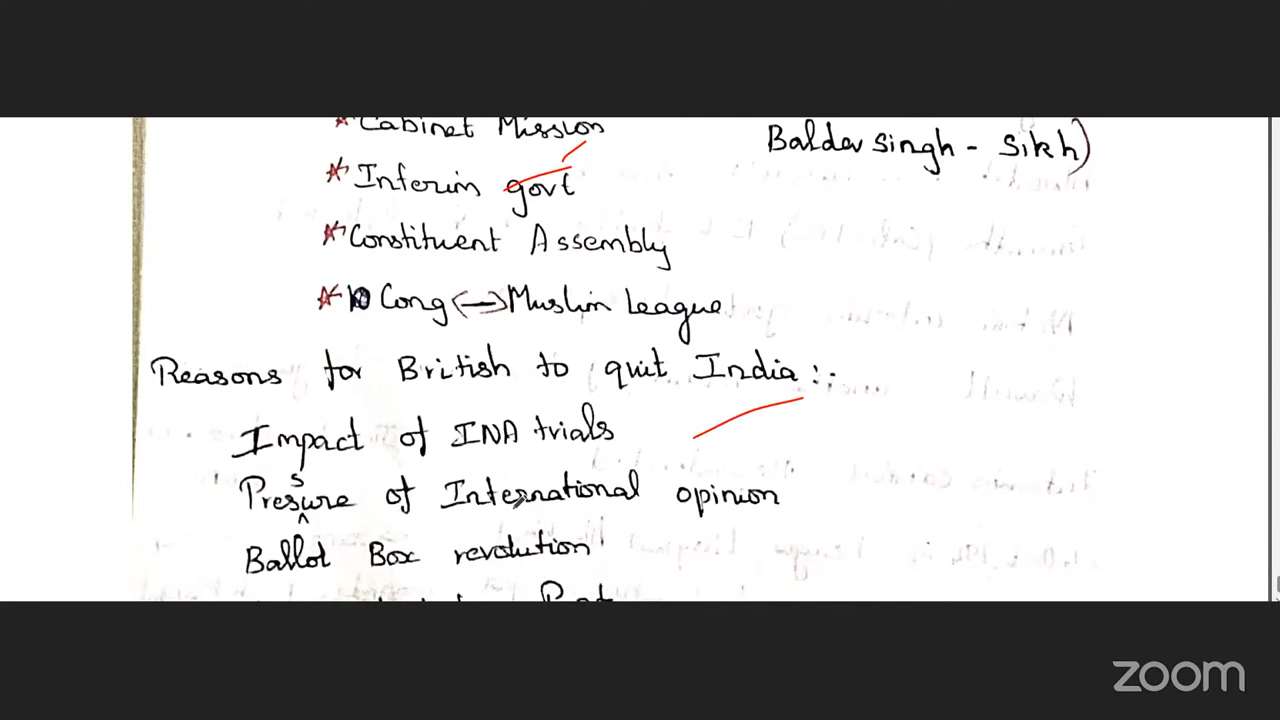 * Cabinet Mission
Baldev singh - Sikh)
* Interim govt
* Constituent Assembly
* Cong <-> Muslim League
Reasons for British to quit India :-
Impact of INA trials
Pressure of International opinion
Ballot Box revolution
zoom